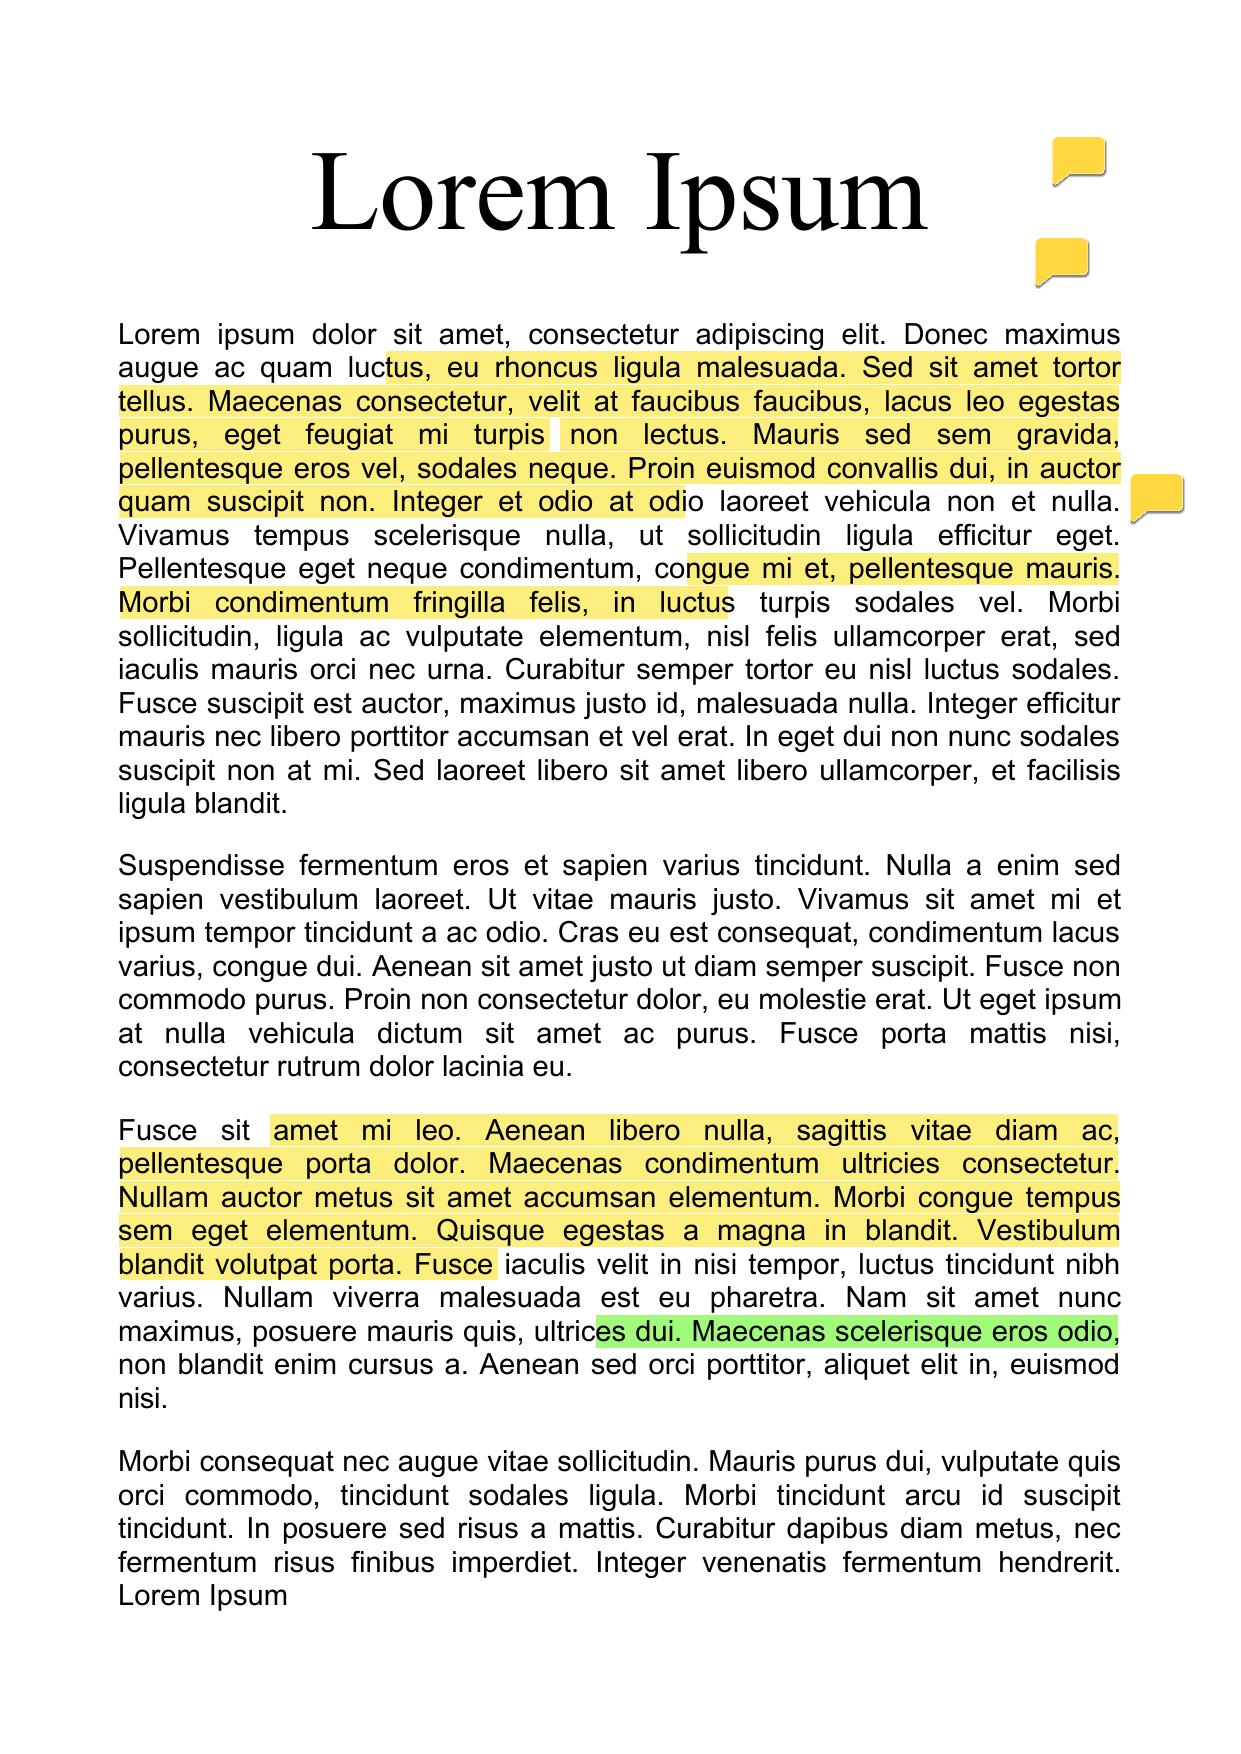 Lorem Ipsum
Lorem ipsum dolor sit amet, consectetur adipiscing elit. Donec maximus
augue ac quam luctus, eu rhoncus ligula malesuada. Sed sit amet tortor
tellus. Maecenas consectetur, velit at faucibus faucibus, lacus leo egestas
purus, eget feugiat mi turpis non lectus. Mauris sed sem gravida,
pellentesque eros vel, sodales neque. Proin euismod convallis dui, in auctor
quam suscipit non. Integer et odio at odio laoreet vehicula non et nulla.
Vivamus tempus scelerisque nulla, ut sollicitudin ligula efficitur eget.
Pellentesque eget neque condimentum, congue mi et, pellentesque mauris.
Morbi condimentum fringilla felis, in luctus turpis sodales vel. Morbi
sollicitudin, ligula ac vulputate elementum, nisl felis ullamcorper erat, sed
iaculis mauris orci nec urna. Curabitur semper tortor eu nisl luctus sodales.
Fusce suscipit est auctor, maximus justo id, malesuada nulla. Integer efficitur
mauris nec libero porttitor accumsan et vel erat. In eget dui non nunc sodales
suscipit non at mi. Sed laoreet libero sit amet libero ullamcorper, et facilisis
ligula blandit.
Suspendisse fermentum eros et sapien varius tincidunt. Nulla a enim sed
sapien vestibulum laoreet. Ut vitae mauris justo. Vivamus sit amet mi et
ipsum tempor tincidunt a ac odio. Cras eu est consequat, condimentum lacus
varius, congue dui. Aenean sit amet justo ut diam semper suscipit. Fusce non
commodo purus. Proin non consectetur dolor, eu molestie erat. Ut eget ipsum
at nulla vehicula dictum sit amet ac purus. Fusce porta mattis nisi,
consectetur rutrum dolor lacinia eu.
Fusce sit amet mi leo. Aenean libero nulla, sagittis vitae diam ac,
pellentesque porta dolor. Maecenas condimentum ultricies consectetur.
Nullam auctor metus sit amet accumsan elementum. Morbi congue tempus
sem eget elementum. Quisque egestas a magna in blandit. Vestibulum
blandit volutpat porta. Fusce iaculis velit in nisi tempor, luctus tincidunt nibh
varius. Nullam viverra malesuada est eu pharetra. Nam sit amet nunc
maximus, posuere mauris quis, ultrices dui. Maecenas scelerisque eros odio,
non blandit enim cursus a. Aenean sed orci porttitor, aliquet elit in, euismod
nisi.
Morbi consequat nec augue vitae sollicitudin. Mauris purus dui, vulputate quis
orci commodo, tincidunt sodales ligula. Morbi tincidunt arcu id suscipit
tincidunt. In posuere sed risus a mattis. Curabitur dapibus diam metus, nec
fermentum risus finibus imperdiet. Integer venenatis fermentum hendrerit.
Lorem Ipsum